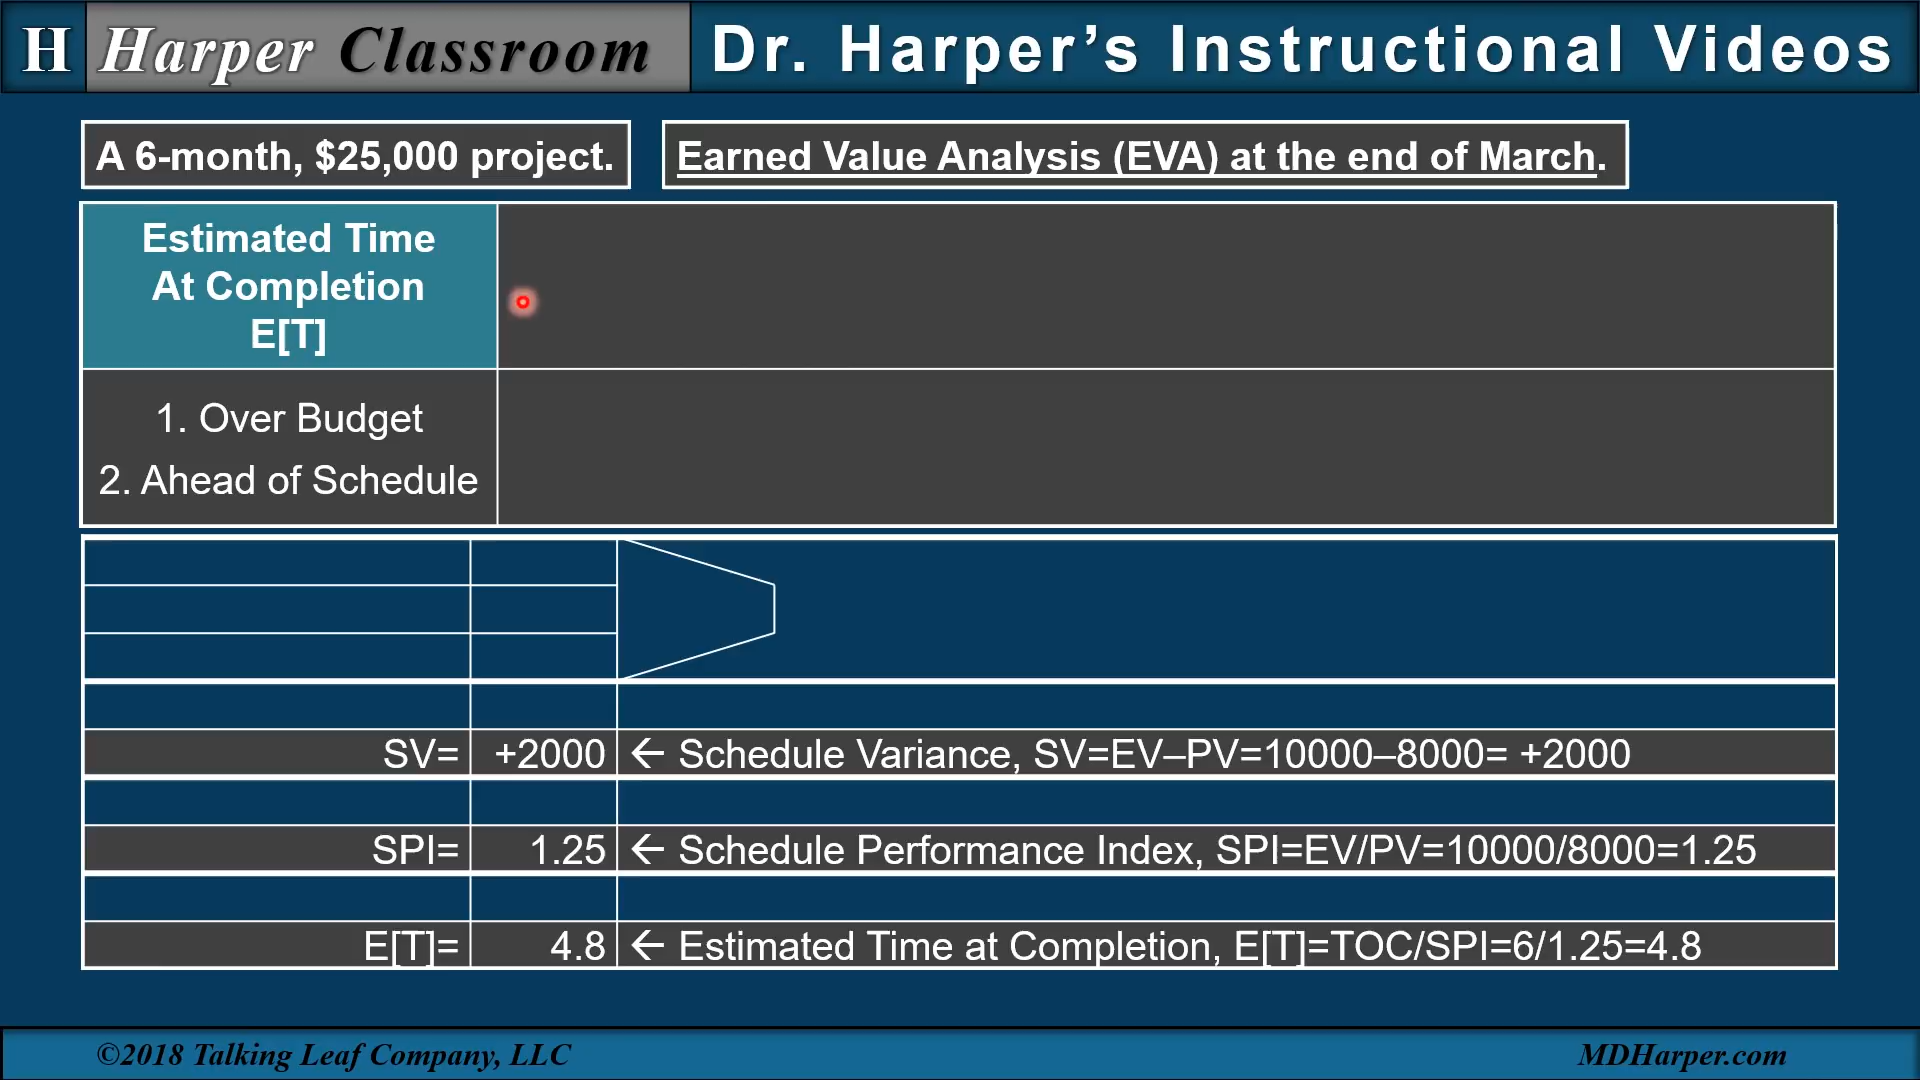 H Harper Classroom Dr. Harper’s Instructional Videos
A 6-month, $25,000 project. Earned Value Analysis (EVA) at the end of March.
Estimated Time
At Completion
E[T]
1. Over Budget
2. Ahead of Schedule
SV= +2000 ← Schedule Variance, SV=EV–PV=10000–8000= +2000
SPI= 1.25 ← Schedule Performance Index, SPI=EV/PV=10000/8000=1.25
E[T]= 4.8 ← Estimated Time at Completion, E[T]=TOC/SPI=6/1.25=4.8
©2018 Talking Leaf Company, LLC MDHarper.com